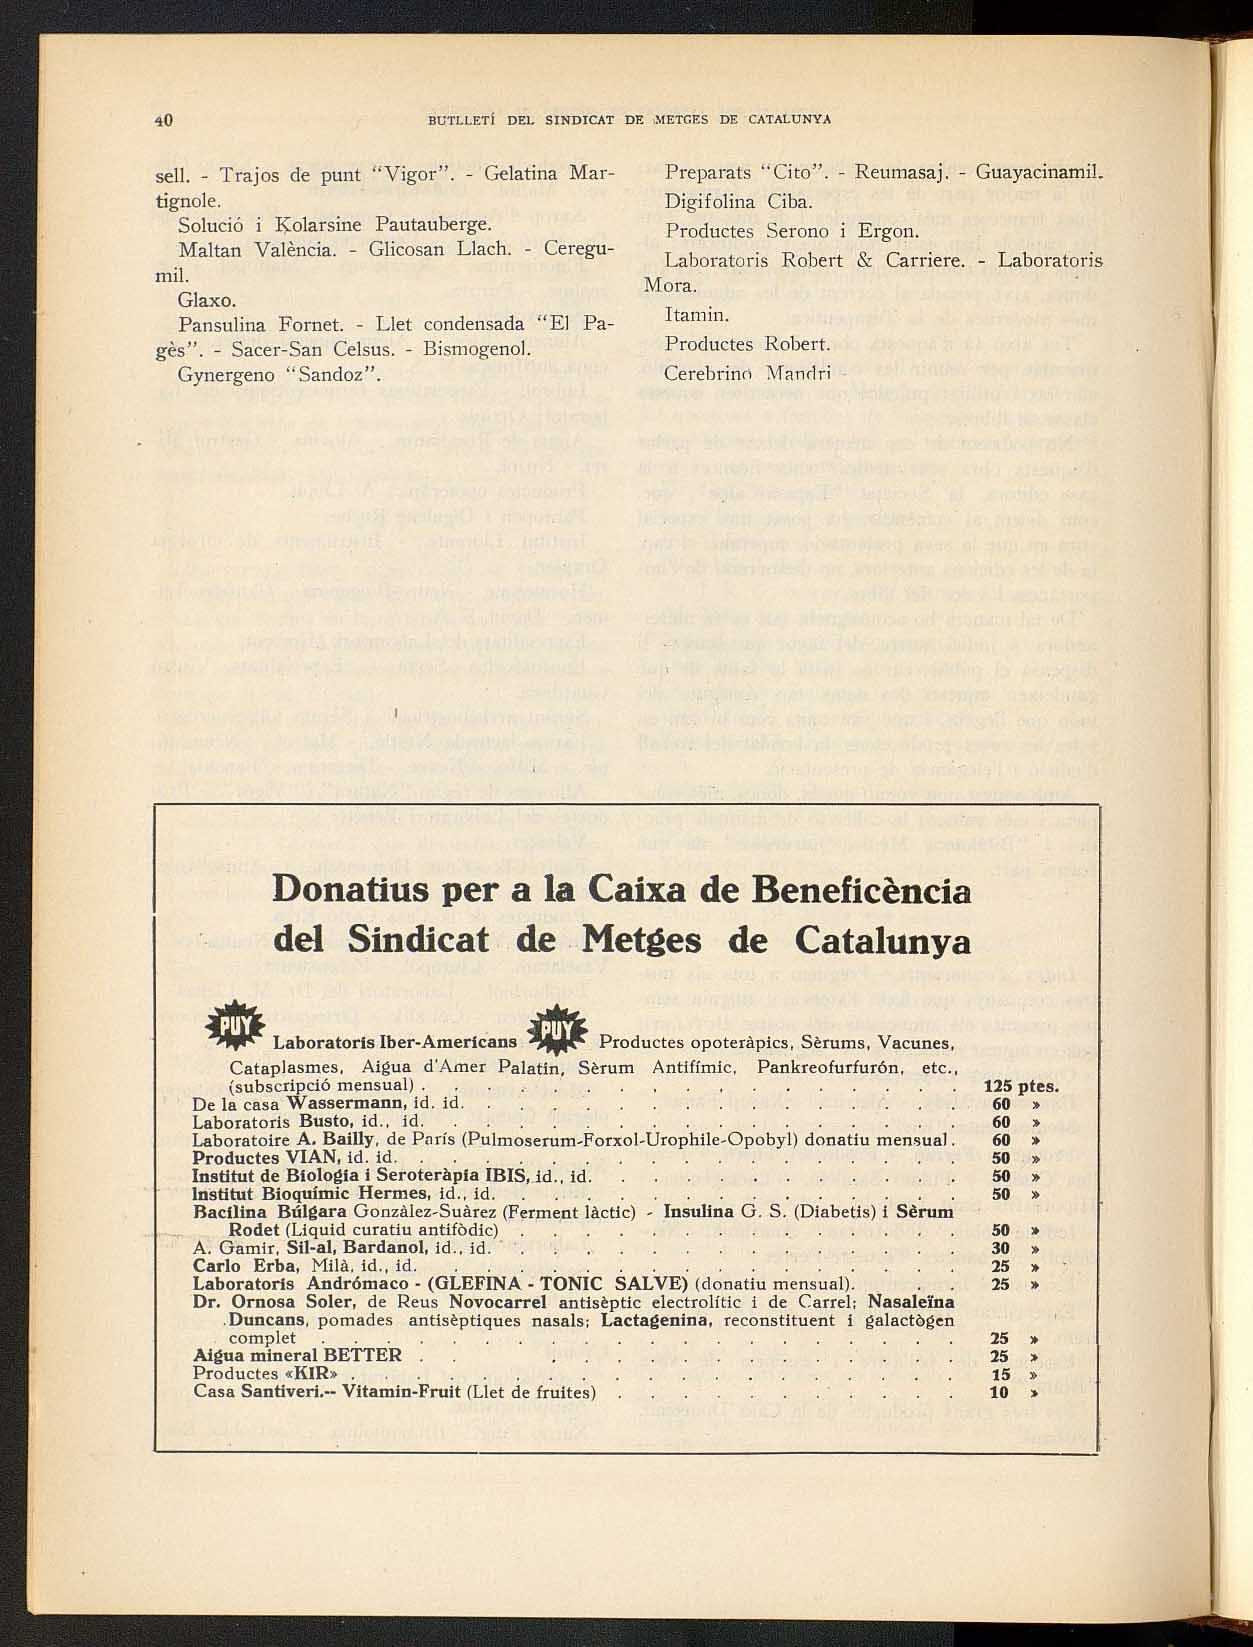 40
BUTLLETÍ DEL SINDICAT DE METGES DE CATALUNYA
sell. - Trajos de punt “Vigor”. - Gelatina Mar-
tignole.
Solució i Kolarsine Pautauberge.
Maltan València. - Glicosan Llach. - Ceregu-
mil.
Glaxo.
Pansulina Fornet. - Llet condensada “El Pa-
gès”. - Sacer-San Celsus. - Bismogenol.
Gynergeno “Sandoz”.
Preparats “Cito”. - Reumasaj. - Guayacinamil.
Digifolina Ciba.
Productes Serono i Ergon.
Laboratoris Robert & Carriere. - Laboratoris
Mora.
Itamin.
Productes Robert.
Cerebrino Mandri
Donatius per a la Caixa de Beneficència
del Sindicat de Metges de Catalunya
PUY Laboratoris Iber-Americans PUY Productes opoteràpics, Sèrums, Vacunes,
Cataplasmes, Aigua d'Amer Palatin, Sèrum Antifímic, Pankreofurfurón, etc.,
(subscripció mensual) . . . . . . . . . . . . . . . . 125 ptes.
De la casa Wassermann, id. id. . . . . . . . . . . . . . . 60 »
Laboratoris Busto, id., id. . . . . . . . . . . . . . . . 60 »
Laboratoire A. Bailly, de París (Pulmoserum-Forxol-Urophile-Opobyl) donatiu mensual . 60 »
Productes VIAN, id. id. . . . . . . . . . . . . . . . . 50 »
Institut de Biologia i Seroteràpia IBIS, id., id. . . . . . . . . . . . 50 »
Institut Bioquímic Hermes, id., id. . . . . . . . . . . . . . . 50 »
Bacilina Búlgara Gonzàlez-Suàrez (Ferment làctic) - Insulina G. S. (Diabetis) i Sèrum
Rodet (Liquid curatiu antifòdic) . . . . . . . . . . . . . . 50 »
A. Gamir, Sil-al, Bardanol, id., id. . . . . . . . . . . . . . . 30 »
Carlo Erba, Milà, id., id. . . . . . . . . . . . . . . . . 25 »
Laboratoris Andrómaco - (GLEFINA - TONIC SALVE) (donatiu mensual). . . . 25 »
Dr. Ornosa Soler, de Reus Novocarrel antisèptic electrolític i de Carrel; Nasaleïna
Duncans, pomades antisèptiques nasals; Lactagenina, reconstituent i galactògen
complet . . . . . . . . . . . . . . . . . . . . 25 »
Aigua mineral BETTER . . . . . . . . . . . . . . . . 25 »
Productes «KIR» . . . . . . . . . . . . . . . . . . . 15 »
Casa Santiveri.-- Vitamin-Fruit (Llet de fruites) . . . . . . . . . . . 10 »